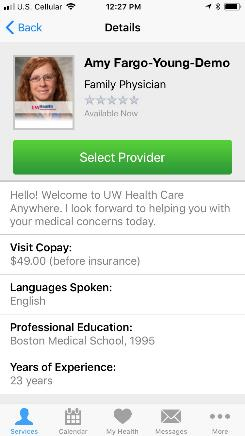 U.S. Cellular 12:27 PM
Back Details
Amy Fargo-Young-Demo
Family Physician
Available Now
UWHealth
Select Provider
Hello! Welcome to UW Health Care
Anywhere. I look forward to helping you with
your medical concerns today.
Visit Copay:
$49.00 (before insurance)
Languages Spoken:
English
Professional Education:
Boston Medical School, 1995
Years of Experience:
23 years
Services Calendar My Health Messages More